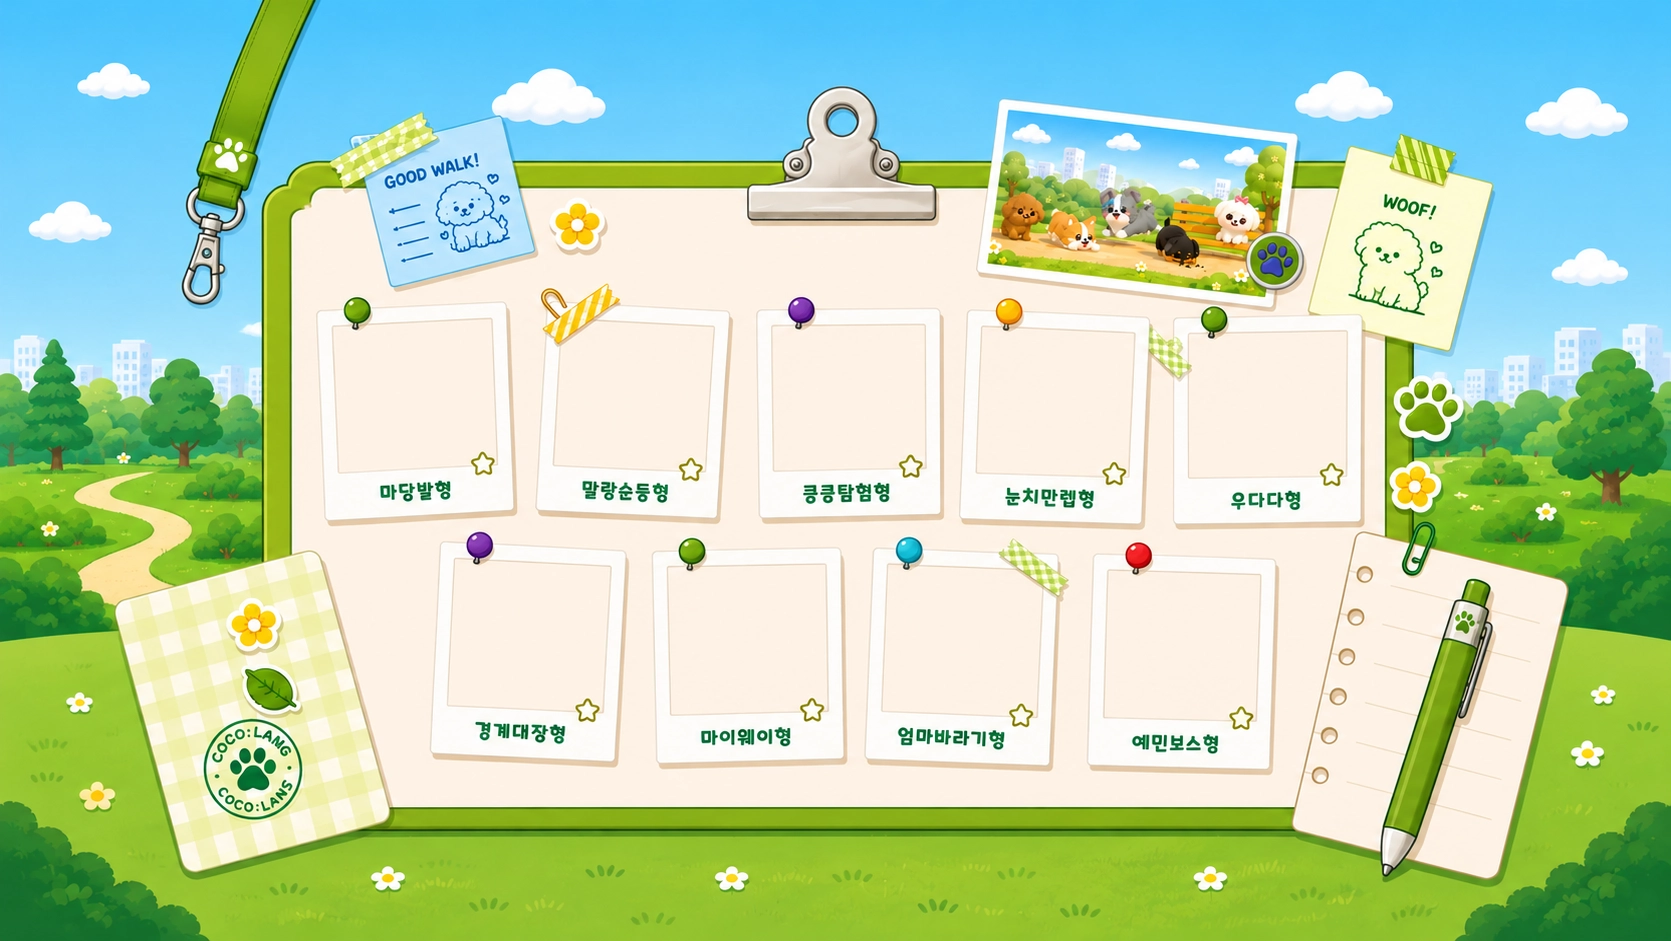 GOOD WALK!
WOOF!
마당발형
말랑순둥형
킁킁탐험형
눈치만렙형
우다다형
경계대장형
마이웨이형
엄마바라기형
예민보스형
COCO:LAMG
COCO:LANS